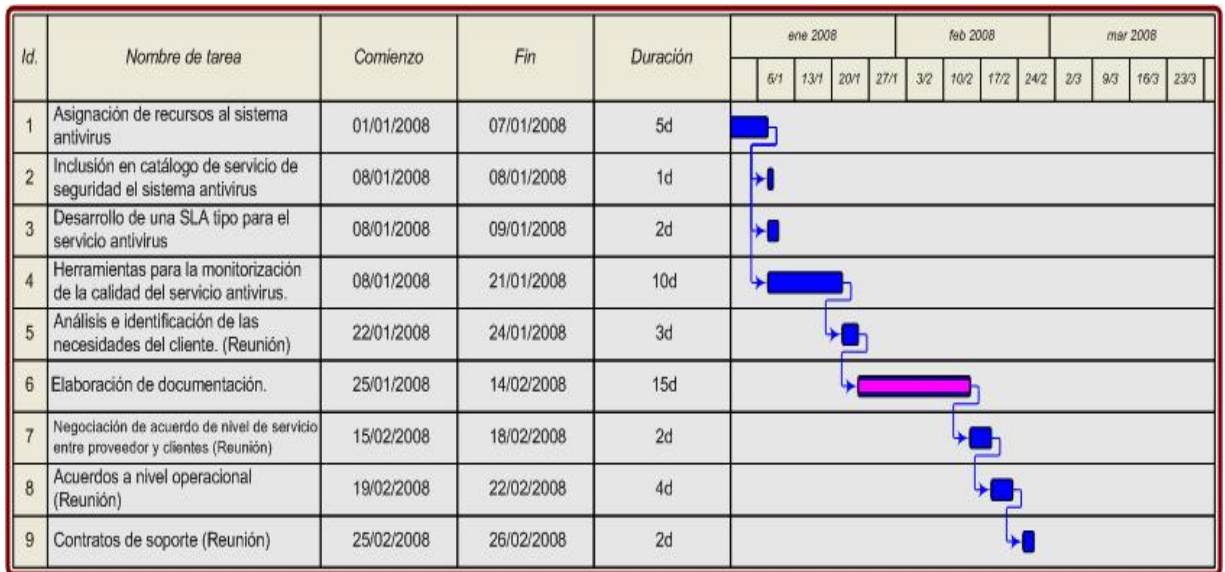 Id.
Nombre de tarea
Comienzo
Fin
Duración
ene 2008
feb 2008
mar 2008
6/1
13/1
20/1
27/1
3/2
10/2
17/2
24/2
2/3
9/3
16/3
23/3
1
Asignación de recursos al sistema
antivirus
01/01/2008
07/01/2008
5d
2
Inclusión en catálogo de servicio de
seguridad el sistema antivirus
08/01/2008
08/01/2008
1d
3
Desarrollo de una SLA tipo para el
servicio antivirus
08/01/2008
09/01/2008
2d
4
Herramientas para la monitorización
de la calidad del servicio antivirus.
08/01/2008
21/01/2008
10d
5
Análisis e identificación de las
necesidades del cliente. (Reunión)
22/01/2008
24/01/2008
3d
6
Elaboración de documentación.
25/01/2008
14/02/2008
15d
7
Negociación de acuerdo de nivel de servicio
entre proveedor y clientes (Reunión)
15/02/2008
18/02/2008
2d
8
Acuerdos a nivel operacional
(Reunión)
19/02/2008
22/02/2008
4d
9
Contratos de soporte (Reunión)
25/02/2008
26/02/2008
2d